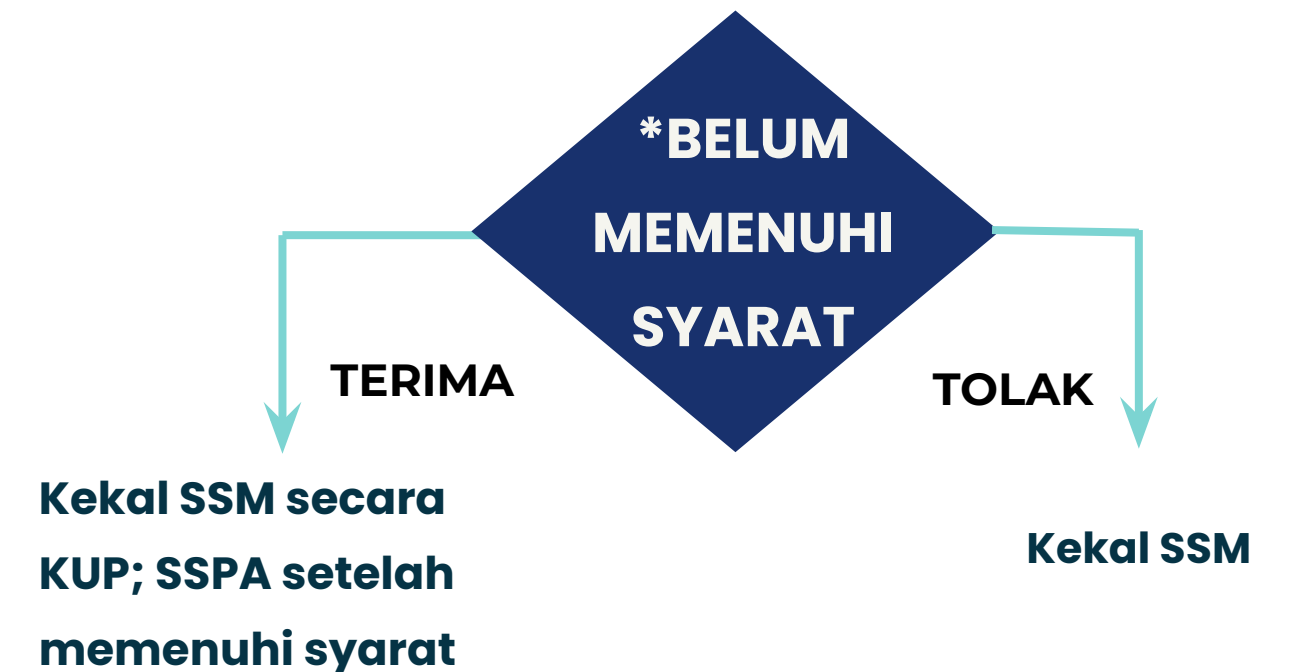 *BELUM
MEMENUHI
SYARAT
TERIMA
TOLAK
Kekal SSM secara
KUP; SSPA setelah
memenuhi syarat
Kekal SSM